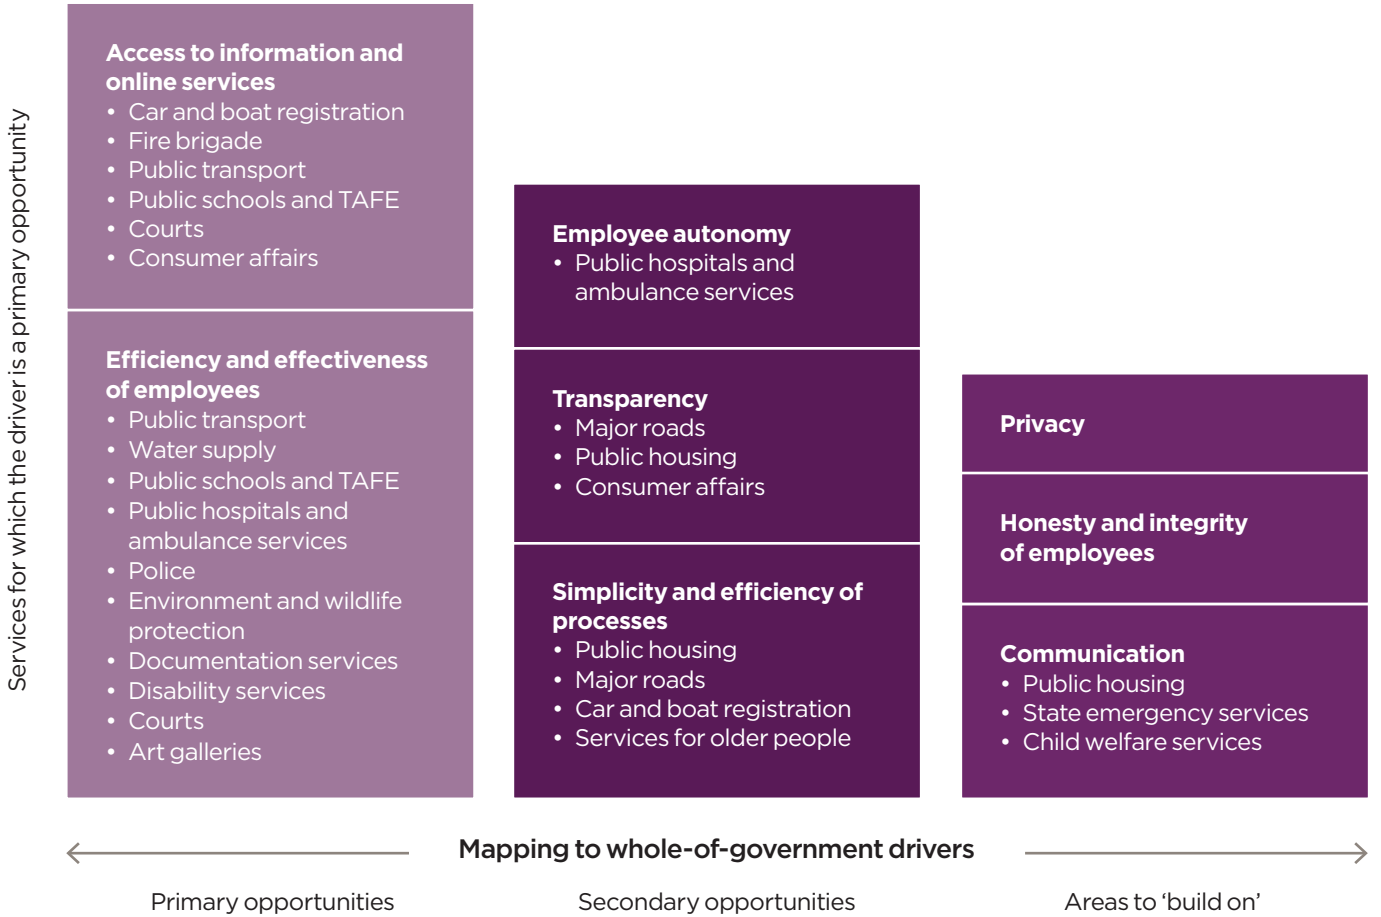 Services for which the driver is a primary opportunity
Access to information and
online services
• Car and boat registration
• Fire brigade
• Public transport
• Public schools and TAFE
• Courts
• Consumer affairs
Efficiency and effectiveness
of employees
• Public transport
• Water supply
• Public schools and TAFE
• Public hospitals and
ambulance services
• Police
• Environment and wildlife
protection
• Documentation services
• Disability services
• Courts
• Art galleries
Employee autonomy
• Public hospitals and
ambulance services
Transparency
• Major roads
• Public housing
• Consumer affairs
Simplicity and efficiency of
processes
• Public housing
• Major roads
• Car and boat registration
• Services for older people
Privacy
Honesty and integrity
of employees
Communication
• Public housing
• State emergency services
• Child welfare services
Mapping to whole-of-government drivers
Primary opportunities
Secondary opportunities
Areas to ‘build on’